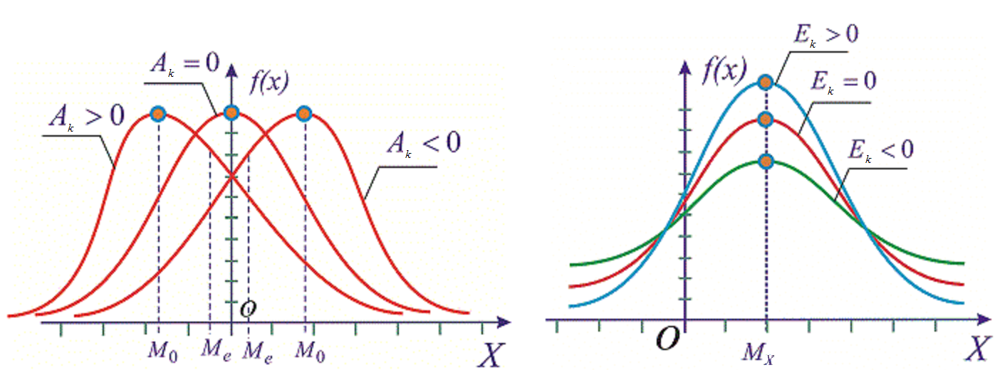 A_k = 0
f(x)
A_k > 0
A_k < 0
O
M_0 M_e M_e M_0
X
E_k > 0
f(x)
E_k = 0
E_k < 0
O
M_X
X